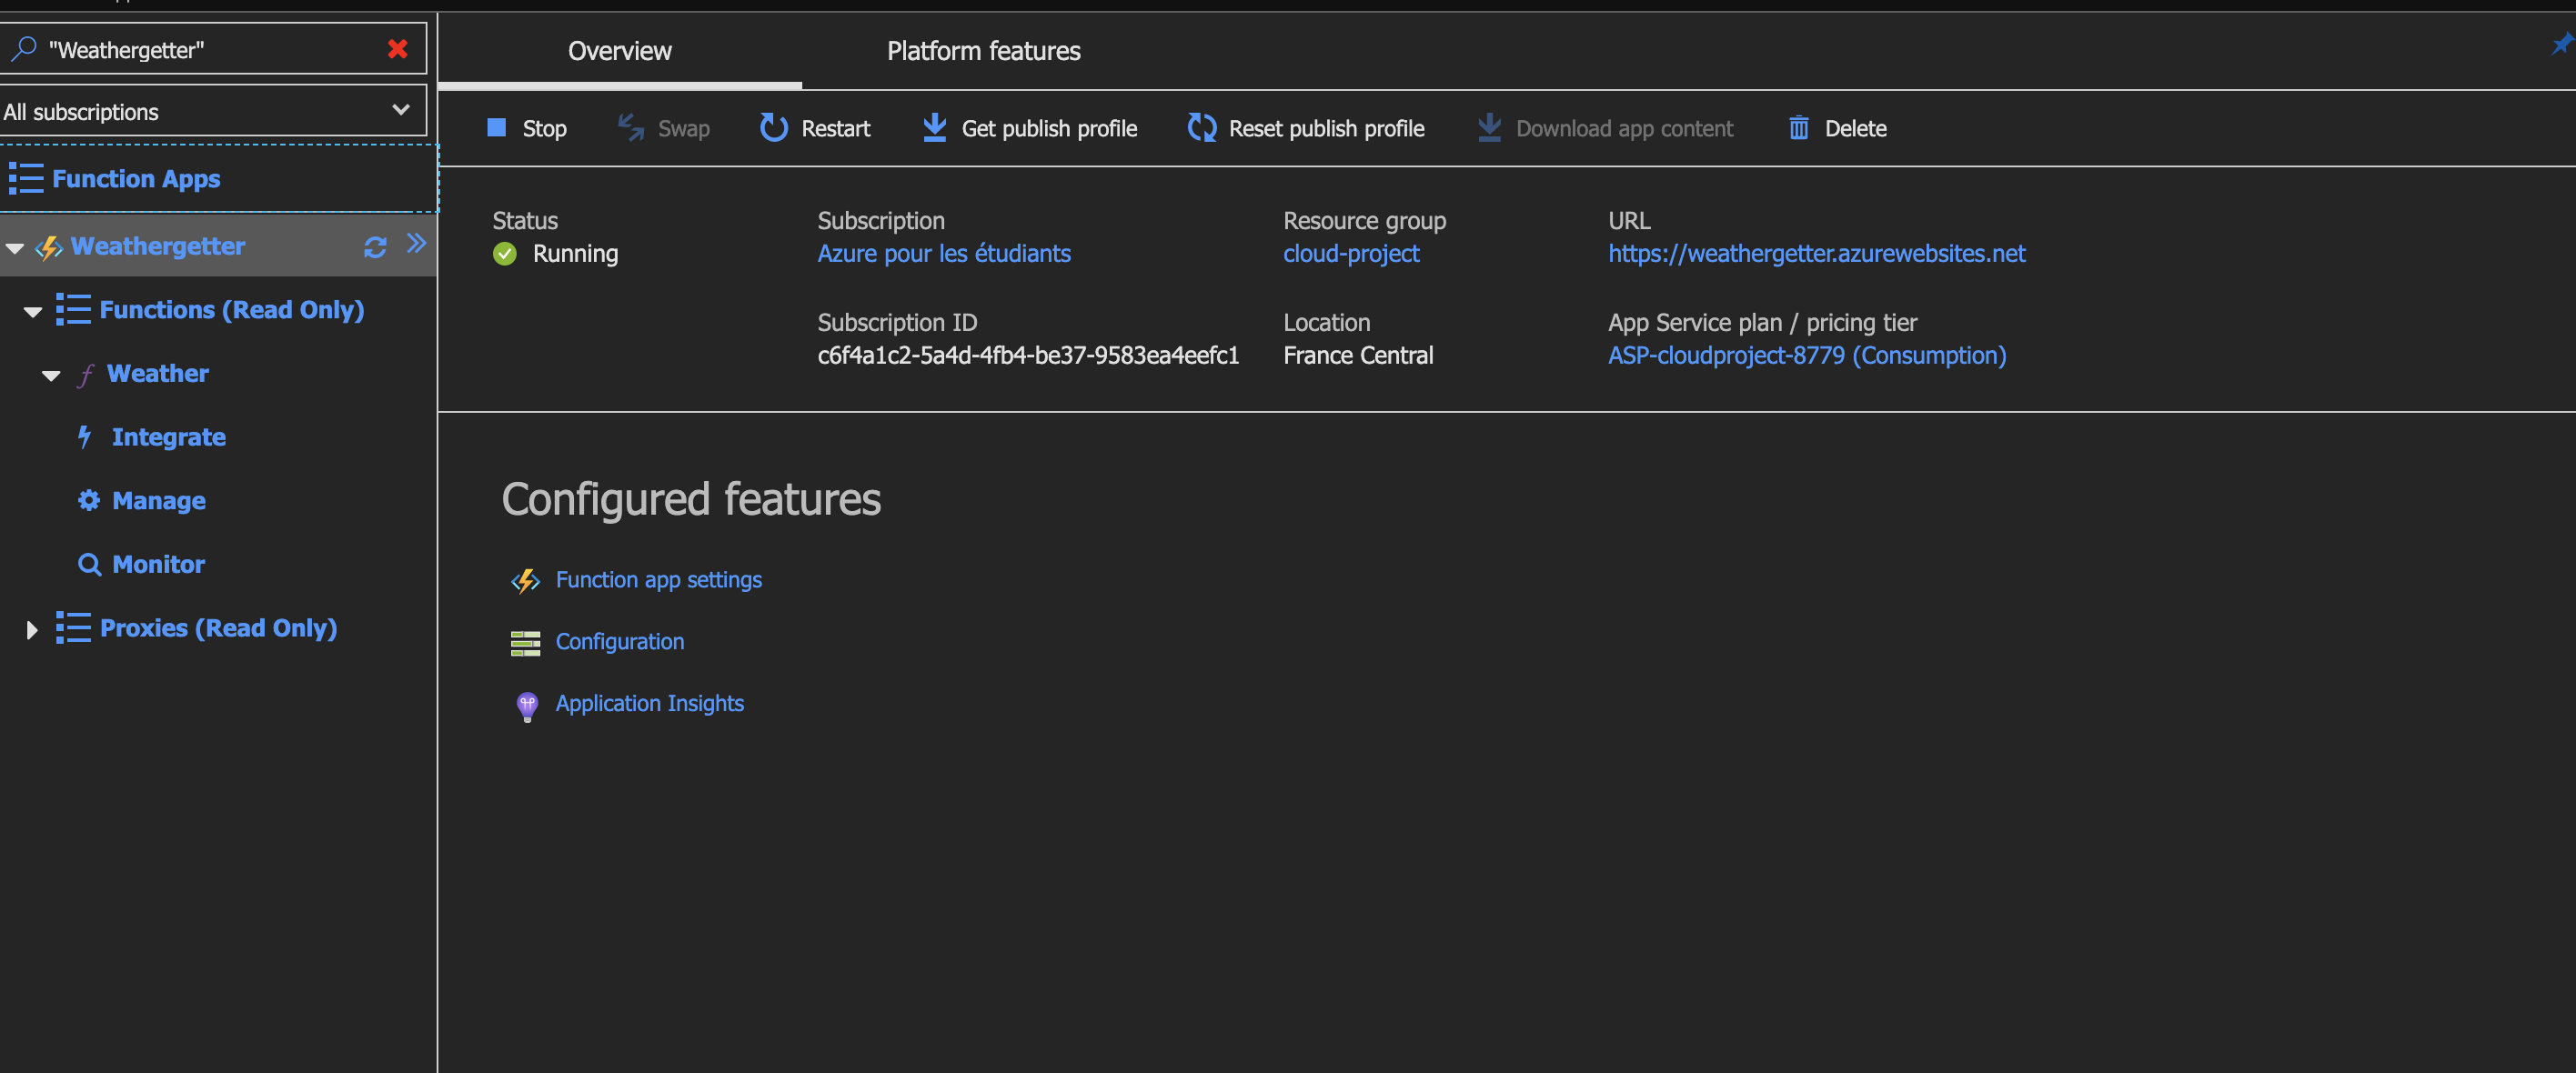 "Weathergetter"
All subscriptions
Function Apps
Weathergetter
Functions (Read Only)
Weather
Integrate
Manage
Monitor
Proxies (Read Only)
Overview
Platform features
Stop
Swap
Restart
Get publish profile
Reset publish profile
Download app content
Delete
Status
Running
Subscription
Azure pour les étudiants
Resource group
cloud-project
URL
https://weathergetter.azurewebsites.net
Subscription ID
c6f4a1c2-5a4d-4fb4-be37-9583ea4eefc1
Location
France Central
App Service plan / pricing tier
ASP-cloudproject-8779 (Consumption)
Configured features
Function app settings
Configuration
Application Insights